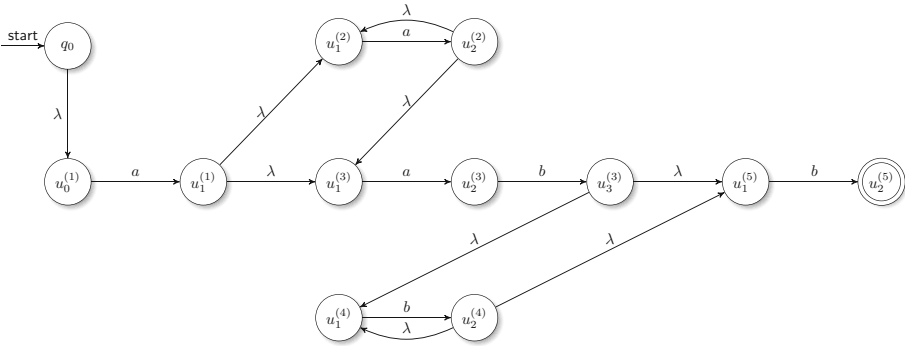 λ
start q₀ u₁⁽²⁾ a u₂⁽²⁾
λ λ λ
u₀⁽¹⁾ a u₁⁽¹⁾ λ u₁⁽³⁾ a u₂⁽³⁾ b u₃⁽³⁾ λ u₁⁽⁵⁾ b u₂⁽⁵⁾
λ λ
u₁⁽⁴⁾ b u₂⁽⁴⁾
λ